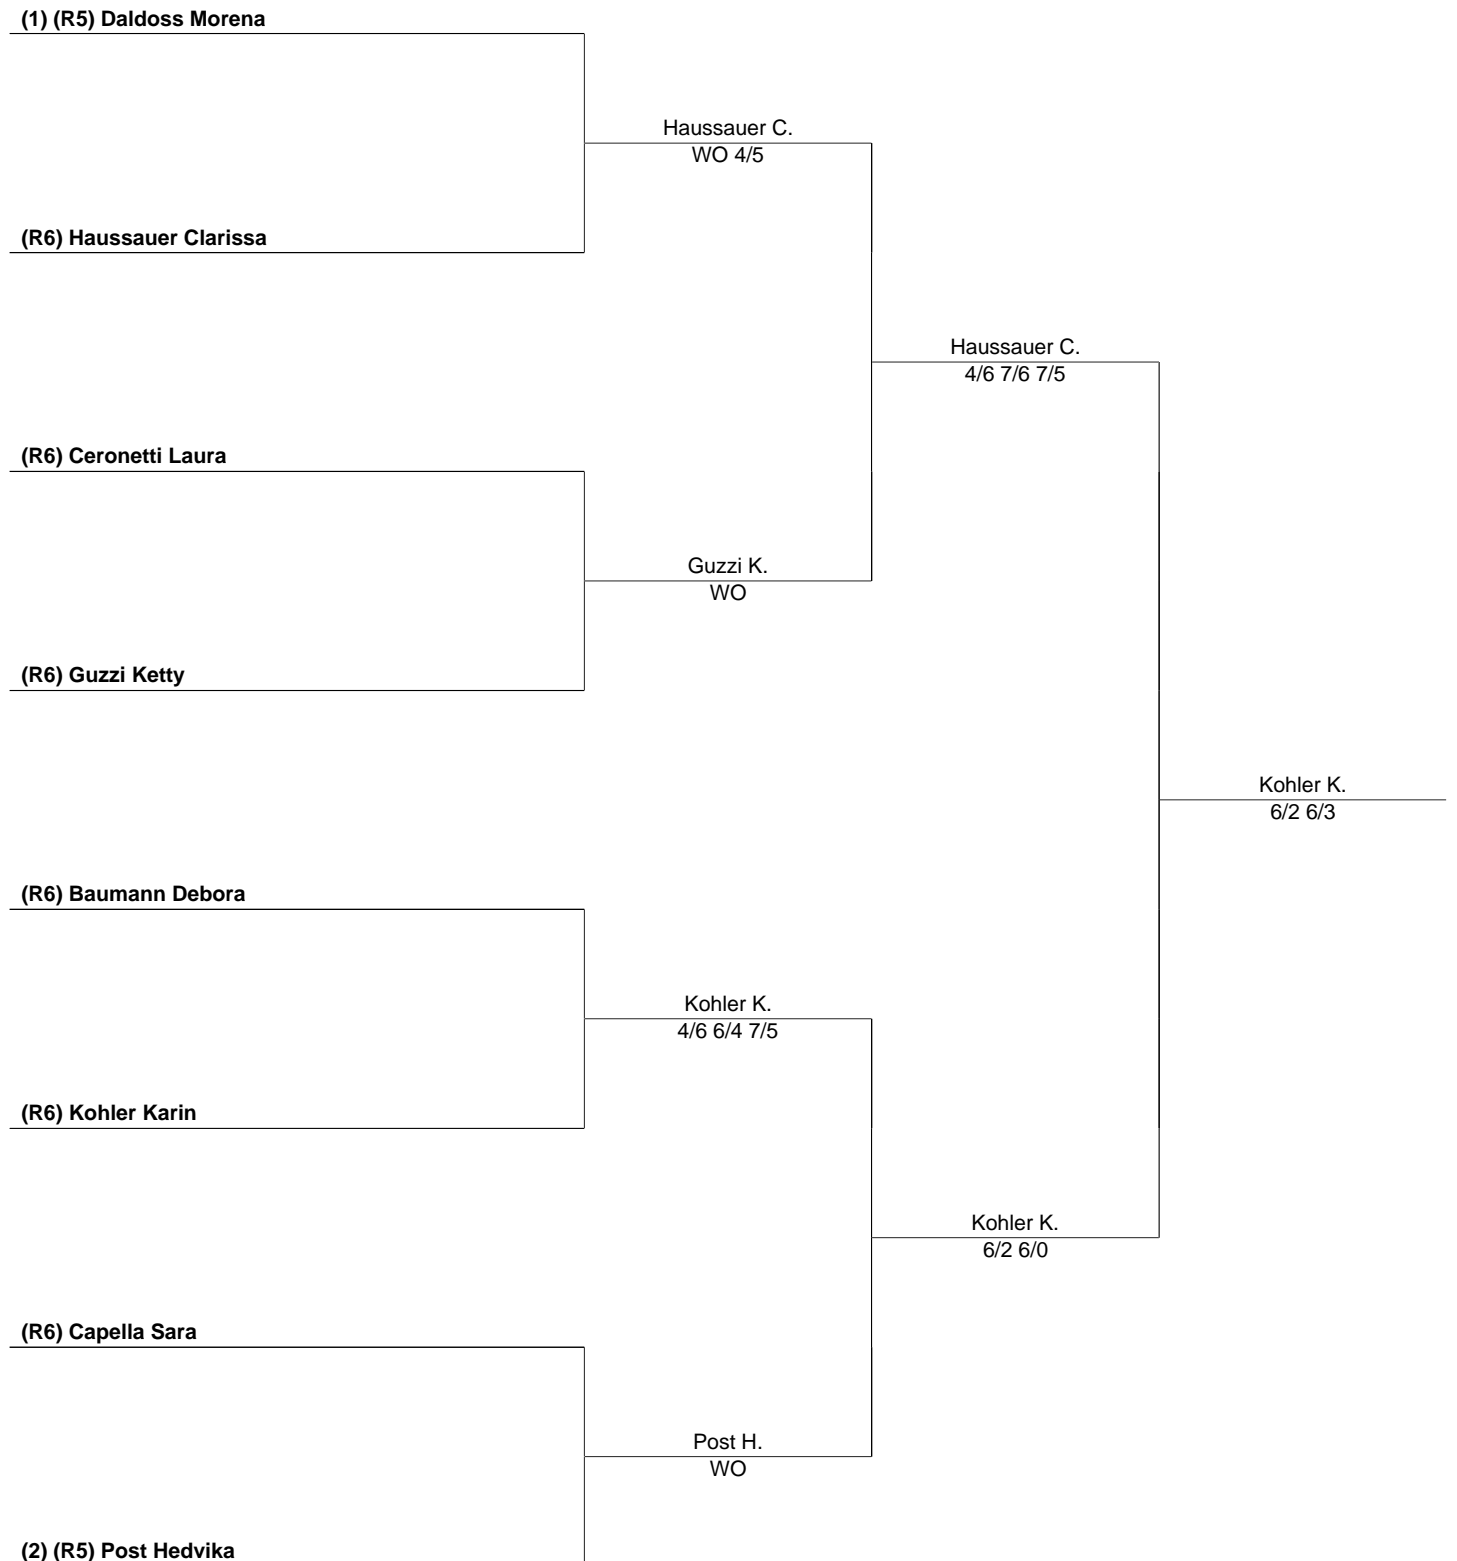 (1) (R5) Daldoss Morena
Haussauer C.
WO 4/5
(R6) Haussauer Clarissa
Haussauer C.
4/6 7/6 7/5
(R6) Ceronetti Laura
Guzzi K.
WO
(R6) Guzzi Ketty
Kohler K.
6/2 6/3
(R6) Baumann Debora
Kohler K.
4/6 6/4 7/5
(R6) Kohler Karin
Kohler K.
6/2 6/0
(R6) Capella Sara
Post H.
WO
(2) (R5) Post Hedvika